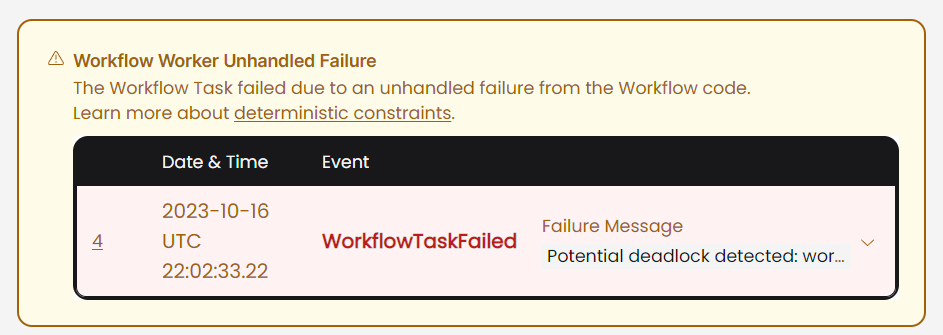 Workflow Worker Unhandled Failure
The Workflow Task failed due to an unhandled failure from the Workflow code.
Learn more about deterministic constraints.
Date & Time Event
4
2023-10-16
UTC
22:02:33.22
WorkflowTaskFailed
Failure Message
Potential deadlock detected: wor...